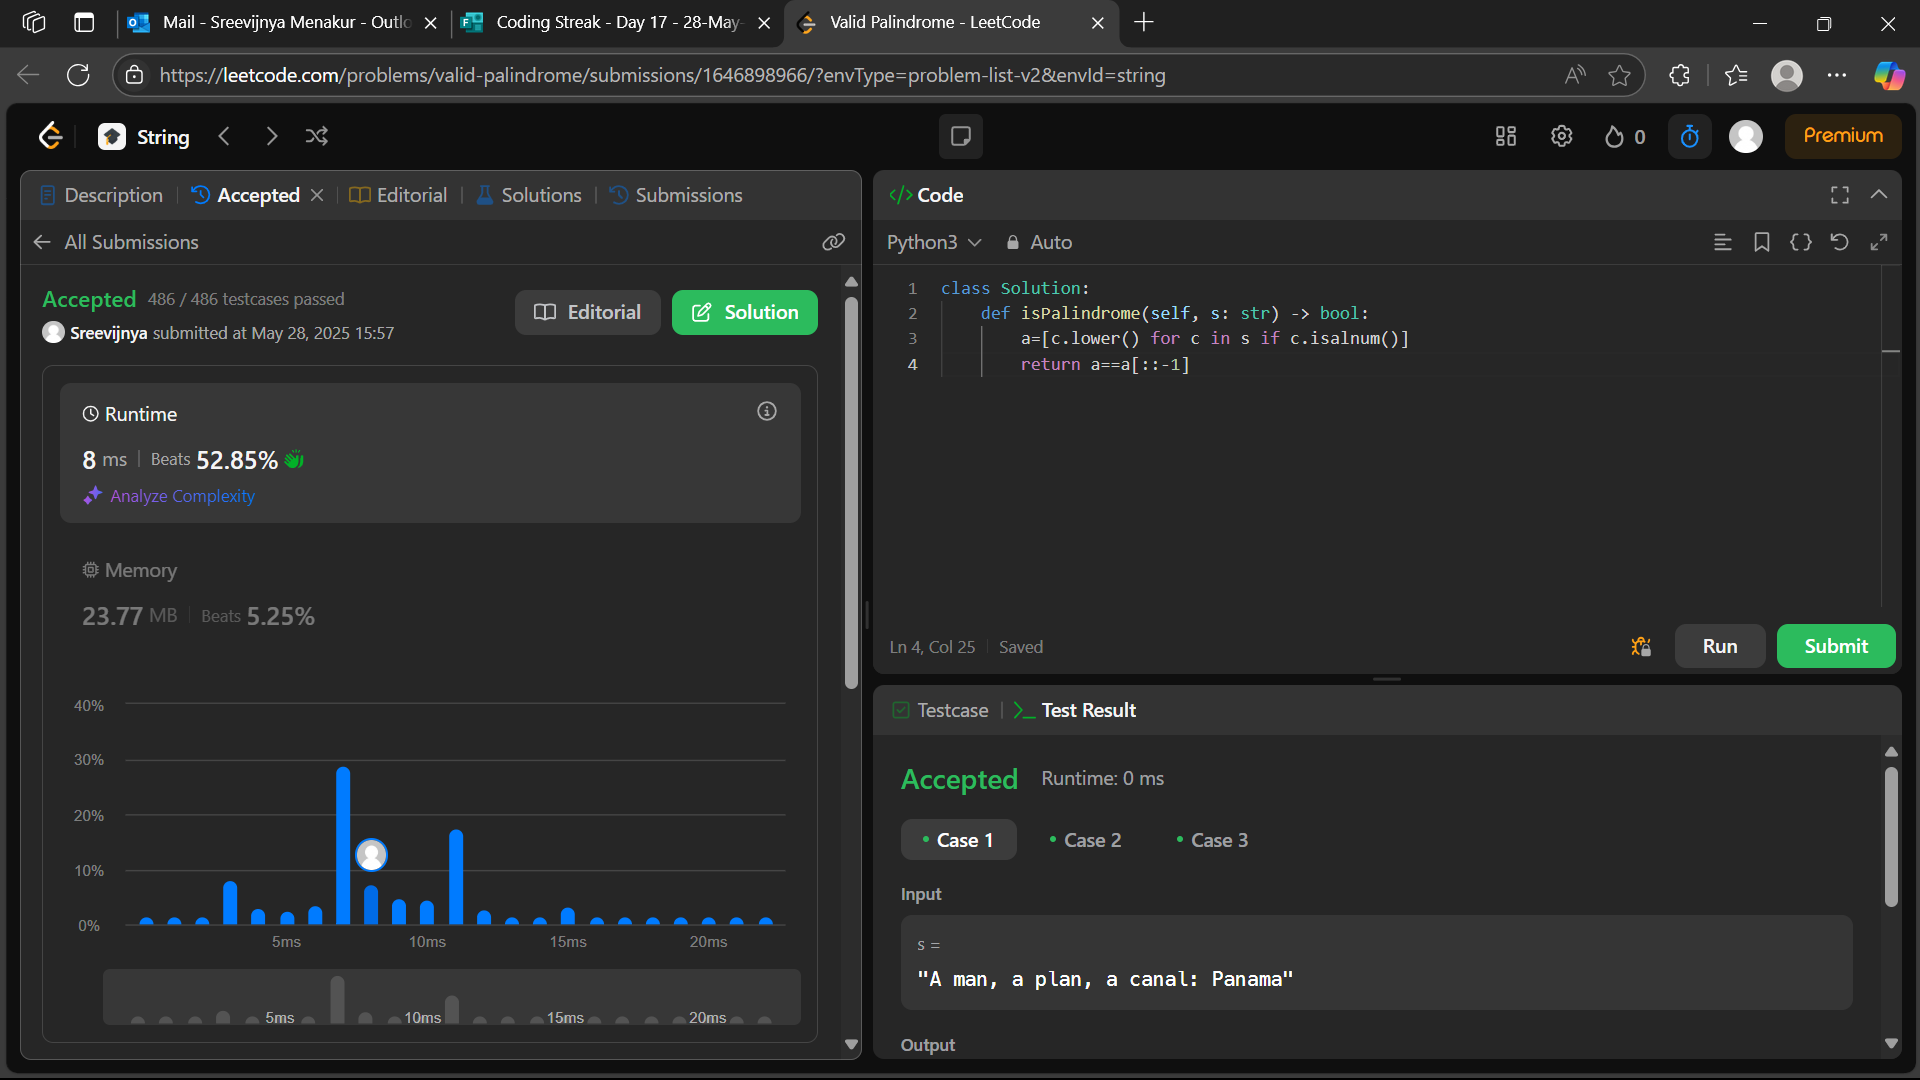 Mail - Sreevijnya Menakur - Outlo
Coding Streak - Day 17 - 28-May-
Valid Palindrome - LeetCode
https://leetcode.com/problems/valid-palindrome/submissions/1646898966/?envType=problem-list-v2&envId=string
String
0
Premium
Description
Accepted
Editorial
Solutions
Submissions
All Submissions
Accepted 486 / 486 testcases passed
Sreevijnya submitted at May 28, 2025 15:57
Editorial
Solution
Runtime
8 ms
Beats 52.85%
Analyze Complexity
Memory
23.77 MB
Beats 5.25%
40%
30%
20%
10%
0%
5ms
10ms
15ms
20ms
5ms
10ms
15ms
20ms
</> Code
Python3
Auto
1 class Solution:
2 def isPalindrome(self, s: str) -> bool:
3 a=[c.lower() for c in s if c.isalnum()]
4 return a==a[::-1]
Ln 4, Col 25
Saved
Run
Submit
Testcase
>_ Test Result
Accepted
Runtime: 0 ms
• Case 1
• Case 2
• Case 3
Input
s =
"A man, a plan, a canal: Panama"
Output